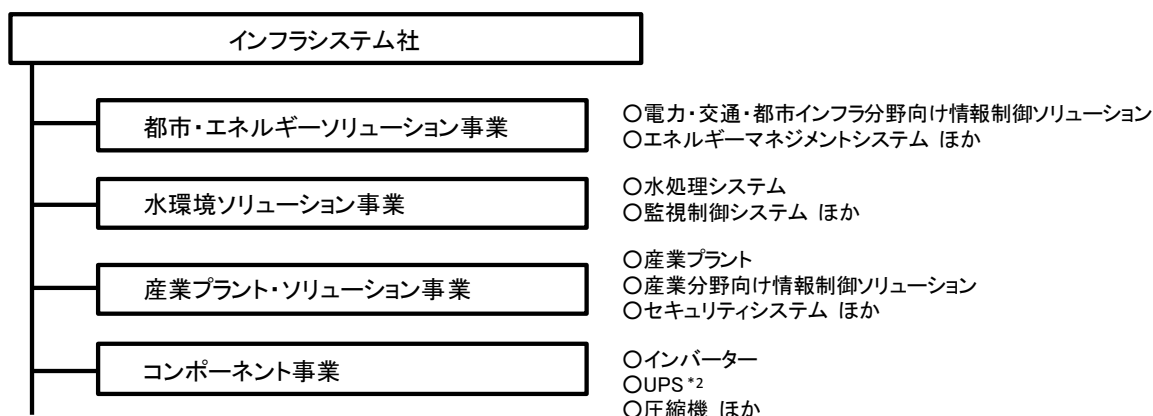 インフラシステム社
都市・エネルギーソリューション事業
○電力・交通・都市インフラ分野向け情報制御ソリューション
○エネルギーマネジメントシステム ほか
水環境ソリューション事業
○水処理システム
○監視制御システム ほか
産業プラント・ソリューション事業
○産業プラント
○産業分野向け情報制御ソリューション
○セキュリティシステム ほか
コンポーネント事業
○インバーター
○UPS *2
○圧縮機 ほか